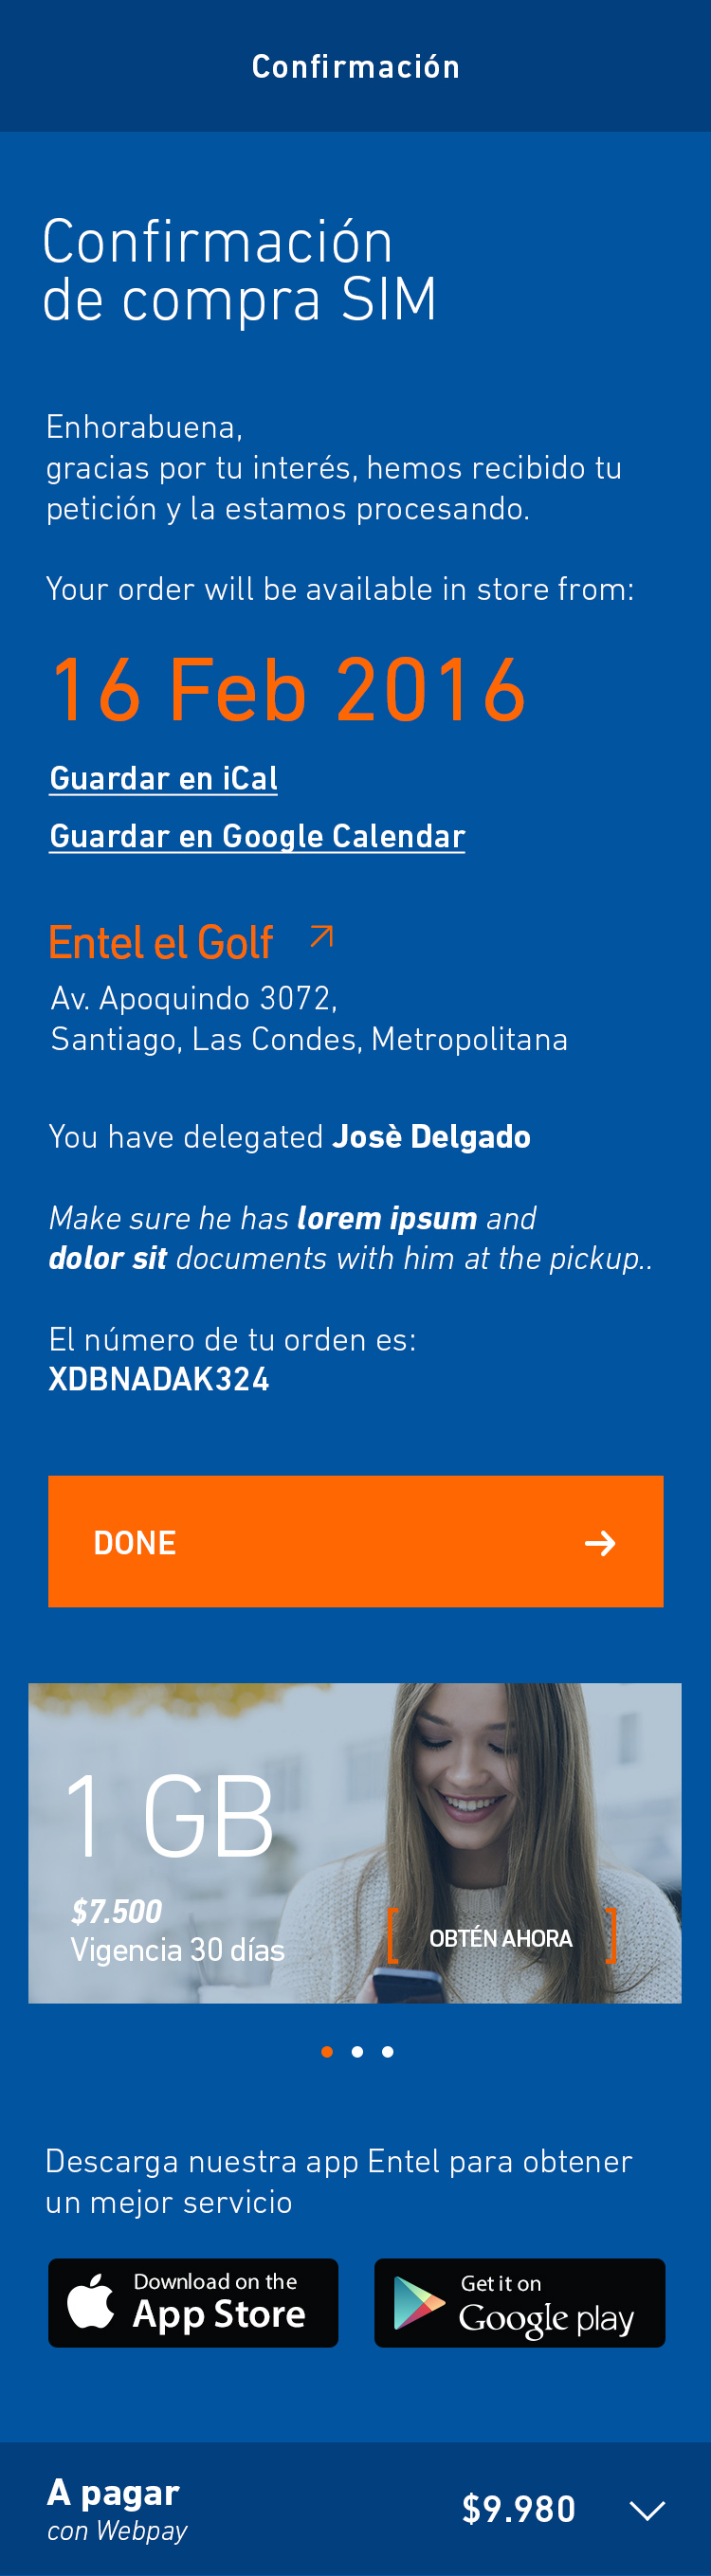 Confirmación
Confirmación
de compra SIM
Enhorabuena,
gracias por tu interés, hemos recibido tu
petición y la estamos procesando.
Your order will be available in store from:
16 Feb 2016
Guardar en iCal
Guardar en Google Calendar
Entel el Golf
Av. Apoquindo 3072,
Santiago, Las Condes, Metropolitana
You have delegated Josè Delgado
Make sure he has lorem ipsum and
dolor sit documents with him at the pickup..
El número de tu orden es:
XDBNADAK324
DONE
1 GB
$7.500
Vigencia 30 días
OBTÉN AHORA
Descarga nuestra app Entel para obtener
un mejor servicio
Download on the
App Store
Get it on
Google play
A pagar
con Webpay
$9.980